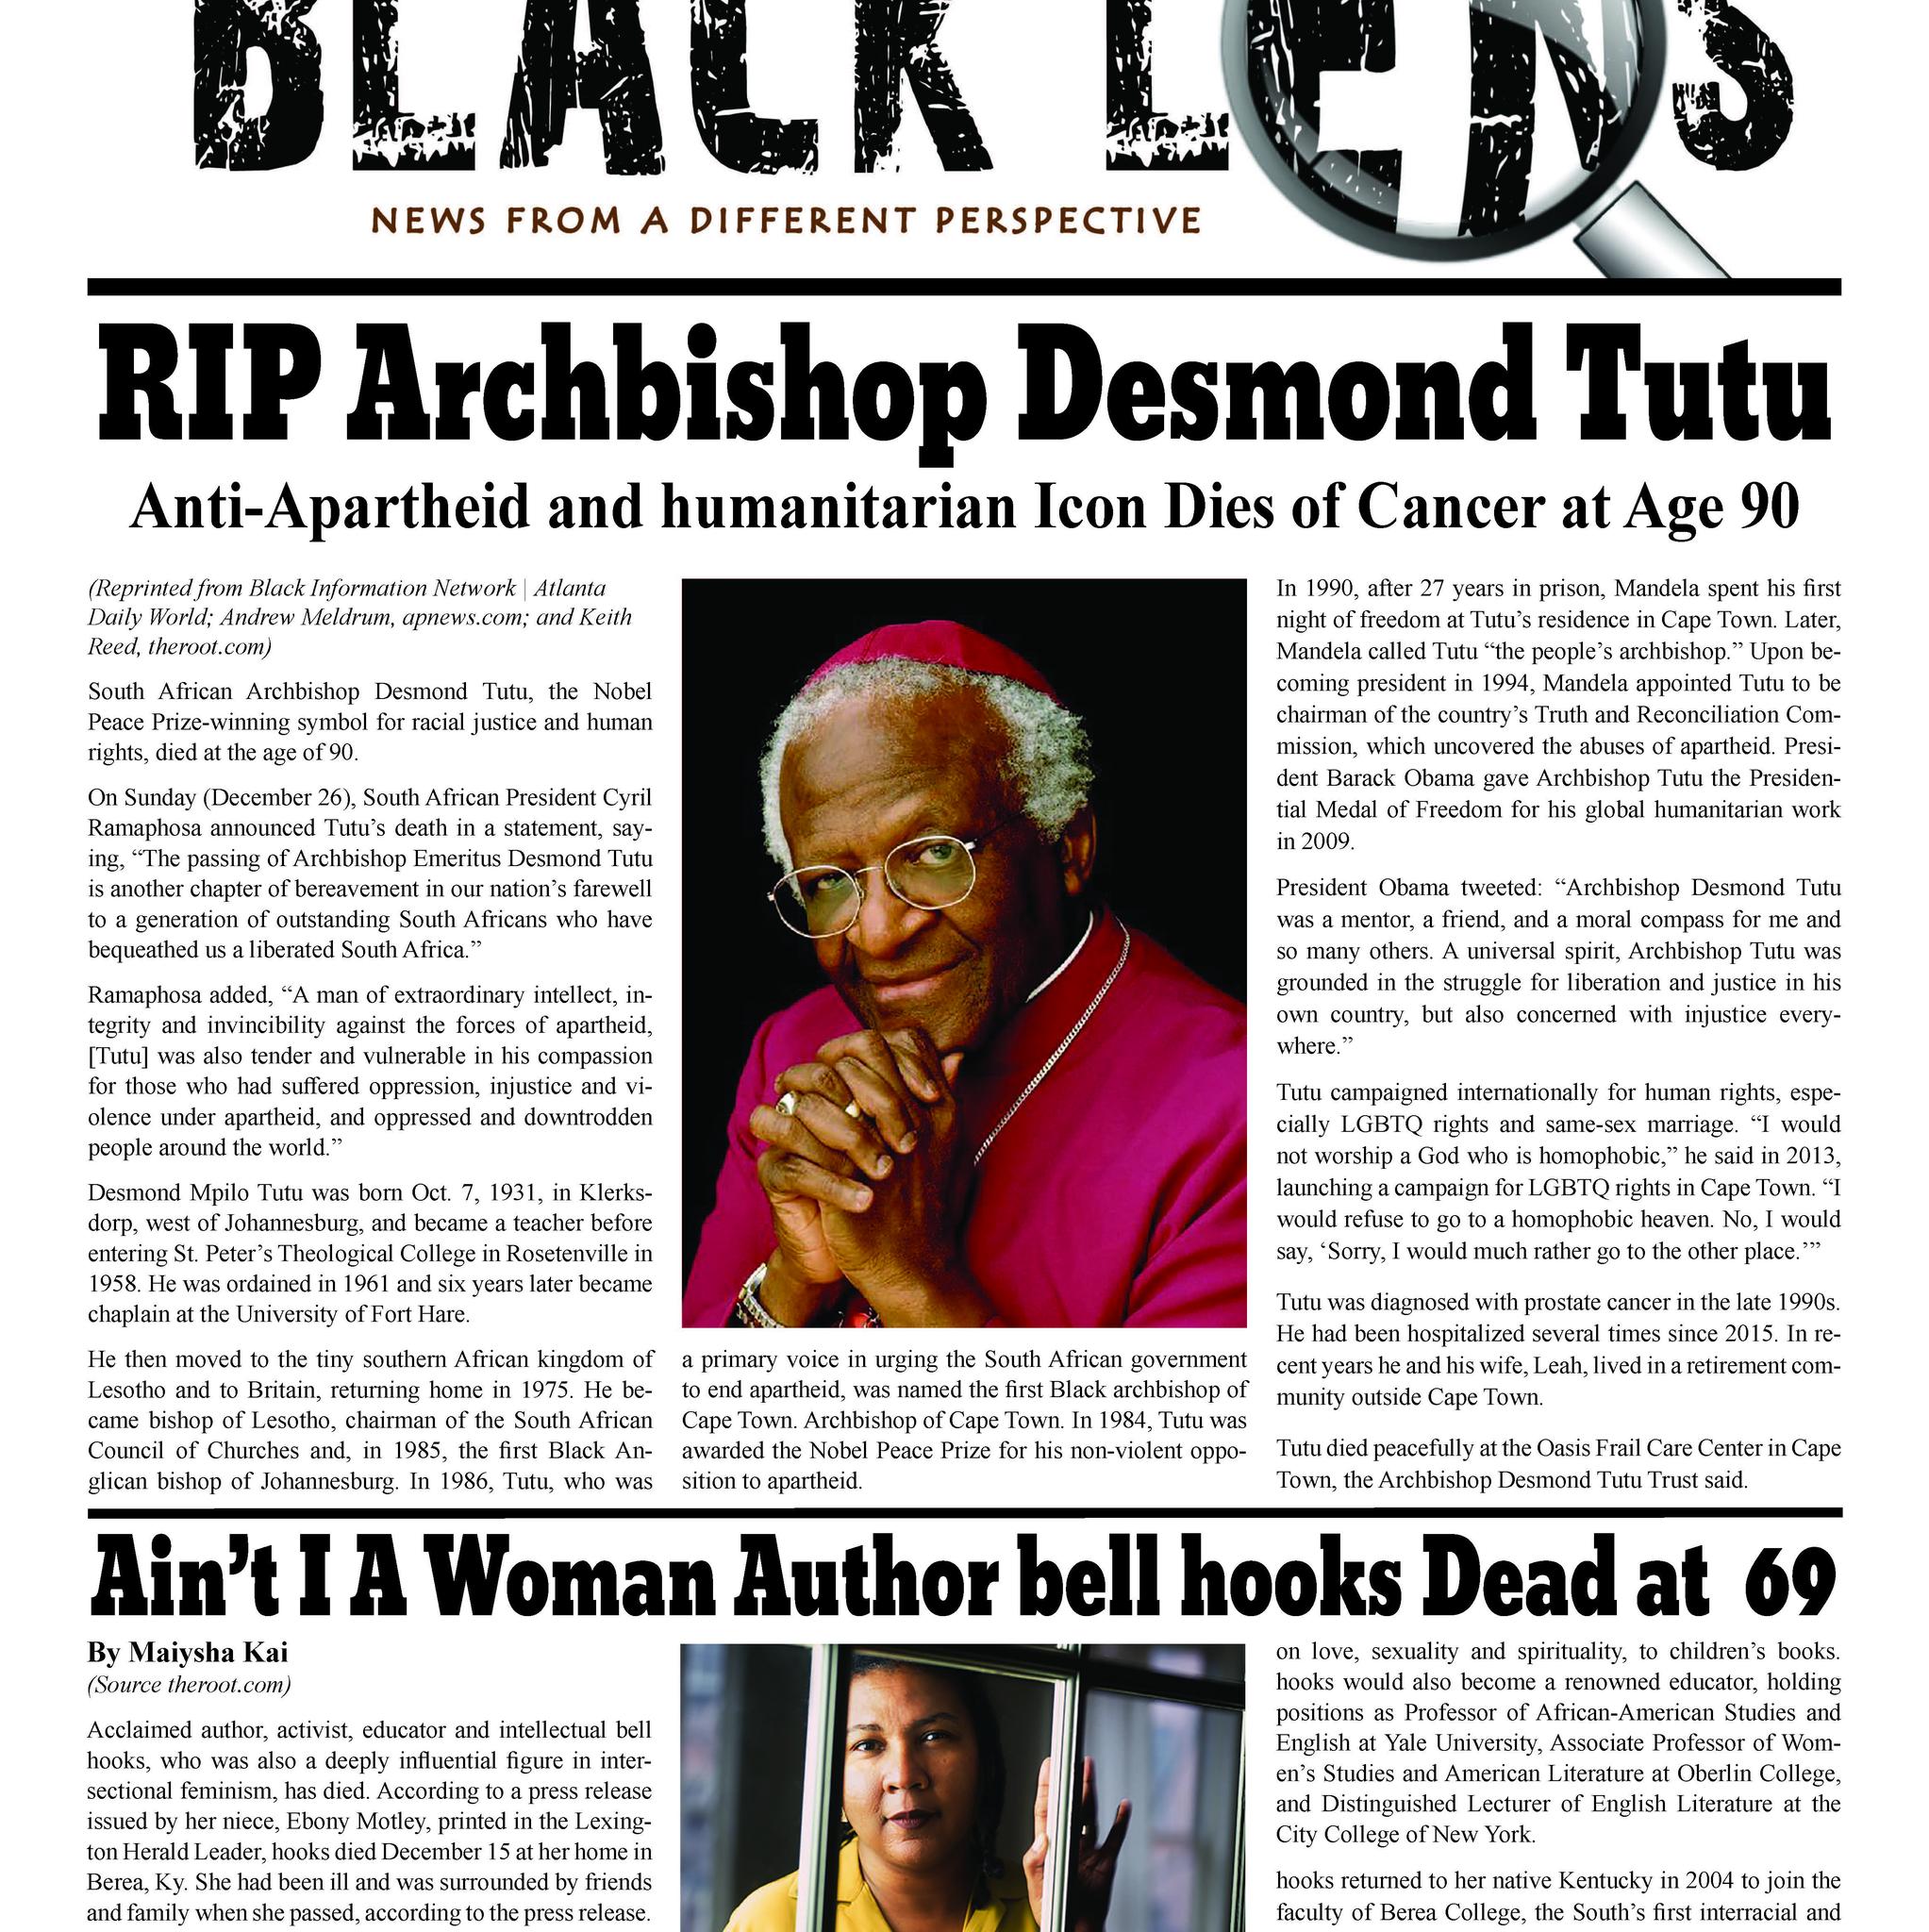 BLACK LENS
NEWS FROM A DIFFERENT PERSPECTIVE
RIP Archbishop Desmond Tutu
Anti-Apartheid and humanitarian Icon Dies of Cancer at Age 90
(Reprinted from Black Information Network | Atlanta
Daily World; Andrew Meldrum, apnews.com; and Keith
Reed, theroot.com)
South African Archbishop Desmond Tutu, the Nobel
Peace Prize-winning symbol for racial justice and human
rights, died at the age of 90.
On Sunday (December 26), South African President Cyril
Ramaphosa announced Tutu’s death in a statement, say-
ing, “The passing of Archbishop Emeritus Desmond Tutu
is another chapter of bereavement in our nation’s farewell
to a generation of outstanding South Africans who have
bequeathed us a liberated South Africa.”
Ramaphosa added, “A man of extraordinary intellect, in-
tegrity and invincibility against the forces of apartheid,
[Tutu] was also tender and vulnerable in his compassion
for those who had suffered oppression, injustice and vi-
olence under apartheid, and oppressed and downtrodden
people around the world.”
Desmond Mpilo Tutu was born Oct. 7, 1931, in Klerks-
dorp, west of Johannesburg, and became a teacher before
entering St. Peter’s Theological College in Rosetenville in
1958. He was ordained in 1961 and six years later became
chaplain at the University of Fort Hare.
He then moved to the tiny southern African kingdom of
Lesotho and to Britain, returning home in 1975. He be-
came bishop of Lesotho, chairman of the South African
Council of Churches and, in 1985, the first Black An-
glican bishop of Johannesburg. In 1986, Tutu, who was
a primary voice in urging the South African government
to end apartheid, was named the first Black archbishop of
Cape Town. Archbishop of Cape Town. In 1984, Tutu was
awarded the Nobel Peace Prize for his non-violent oppo-
sition to apartheid.
In 1990, after 27 years in prison, Mandela spent his first
night of freedom at Tutu’s residence in Cape Town. Later,
Mandela called Tutu “the people’s archbishop.” Upon be-
coming president in 1994, Mandela appointed Tutu to be
chairman of the country’s Truth and Reconciliation Com-
mission, which uncovered the abuses of apartheid. Presi-
dent Barack Obama gave Archbishop Tutu the Presiden-
tial Medal of Freedom for his global humanitarian work
in 2009.
President Obama tweeted: “Archbishop Desmond Tutu
was a mentor, a friend, and a moral compass for me and
so many others. A universal spirit, Archbishop Tutu was
grounded in the struggle for liberation and justice in his
own country, but also concerned with injustice every-
where.”
Tutu campaigned internationally for human rights, espe-
cially LGBTQ rights and same-sex marriage. “I would
not worship a God who is homophobic,” he said in 2013,
launching a campaign for LGBTQ rights in Cape Town. “I
would refuse to go to a homophobic heaven. No, I would
say, ‘Sorry, I would much rather go to the other place.’”
Tutu was diagnosed with prostate cancer in the late 1990s.
He had been hospitalized several times since 2015. In re-
cent years he and his wife, Leah, lived in a retirement com-
munity outside Cape Town.
Tutu died peacefully at the Oasis Frail Care Center in Cape
Town, the Archbishop Desmond Tutu Trust said.
Ain’t I A Woman Author bell hooks Dead at 69
By Maiysha Kai
(Source theroot.com)
Acclaimed author, activist, educator and intellectual bell
hooks, who was also a deeply influential figure in inter-
sectional feminism, has died. According to a press release
issued by her niece, Ebony Motley, printed in the Lexing-
ton Herald Leader, hooks died December 15 at her home in
Berea, Ky. She had been ill and was surrounded by friends
and family when she passed, according to the press release.
on love, sexuality and spirituality, to children’s books.
hooks would also become a renowned educator, holding
positions as Professor of African-American Studies and
English at Yale University, Associate Professor of Wom-
en’s Studies and American Literature at Oberlin College,
and Distinguished Lecturer of English Literature at the
City College of New York.
hooks returned to her native Kentucky in 2004 to join the
faculty of Berea College, the South’s first interracial and